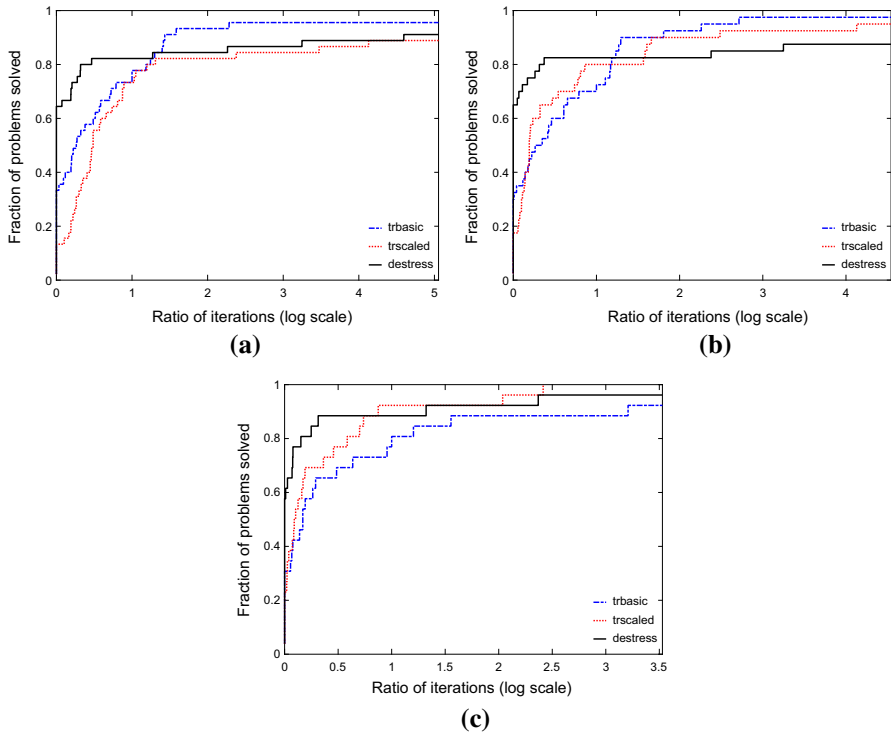 1
0.8
0.6
0.4
0.2
0
Fraction of problems solved
trbasic
trscaled
destress
0 1 2 3 4 5
Ratio of iterations (log scale)
(a)
1
0.8
0.6
0.4
0.2
0
Fraction of problems solved
trbasic
trscaled
destress
0 1 2 3 4
Ratio of iterations (log scale)
(b)
1
0.8
0.6
0.4
0.2
0
Fraction of problems solved
trbasic
trscaled
destress
0 0.5 1 1.5 2 2.5 3 3.5
Ratio of iterations (log scale)
(c)